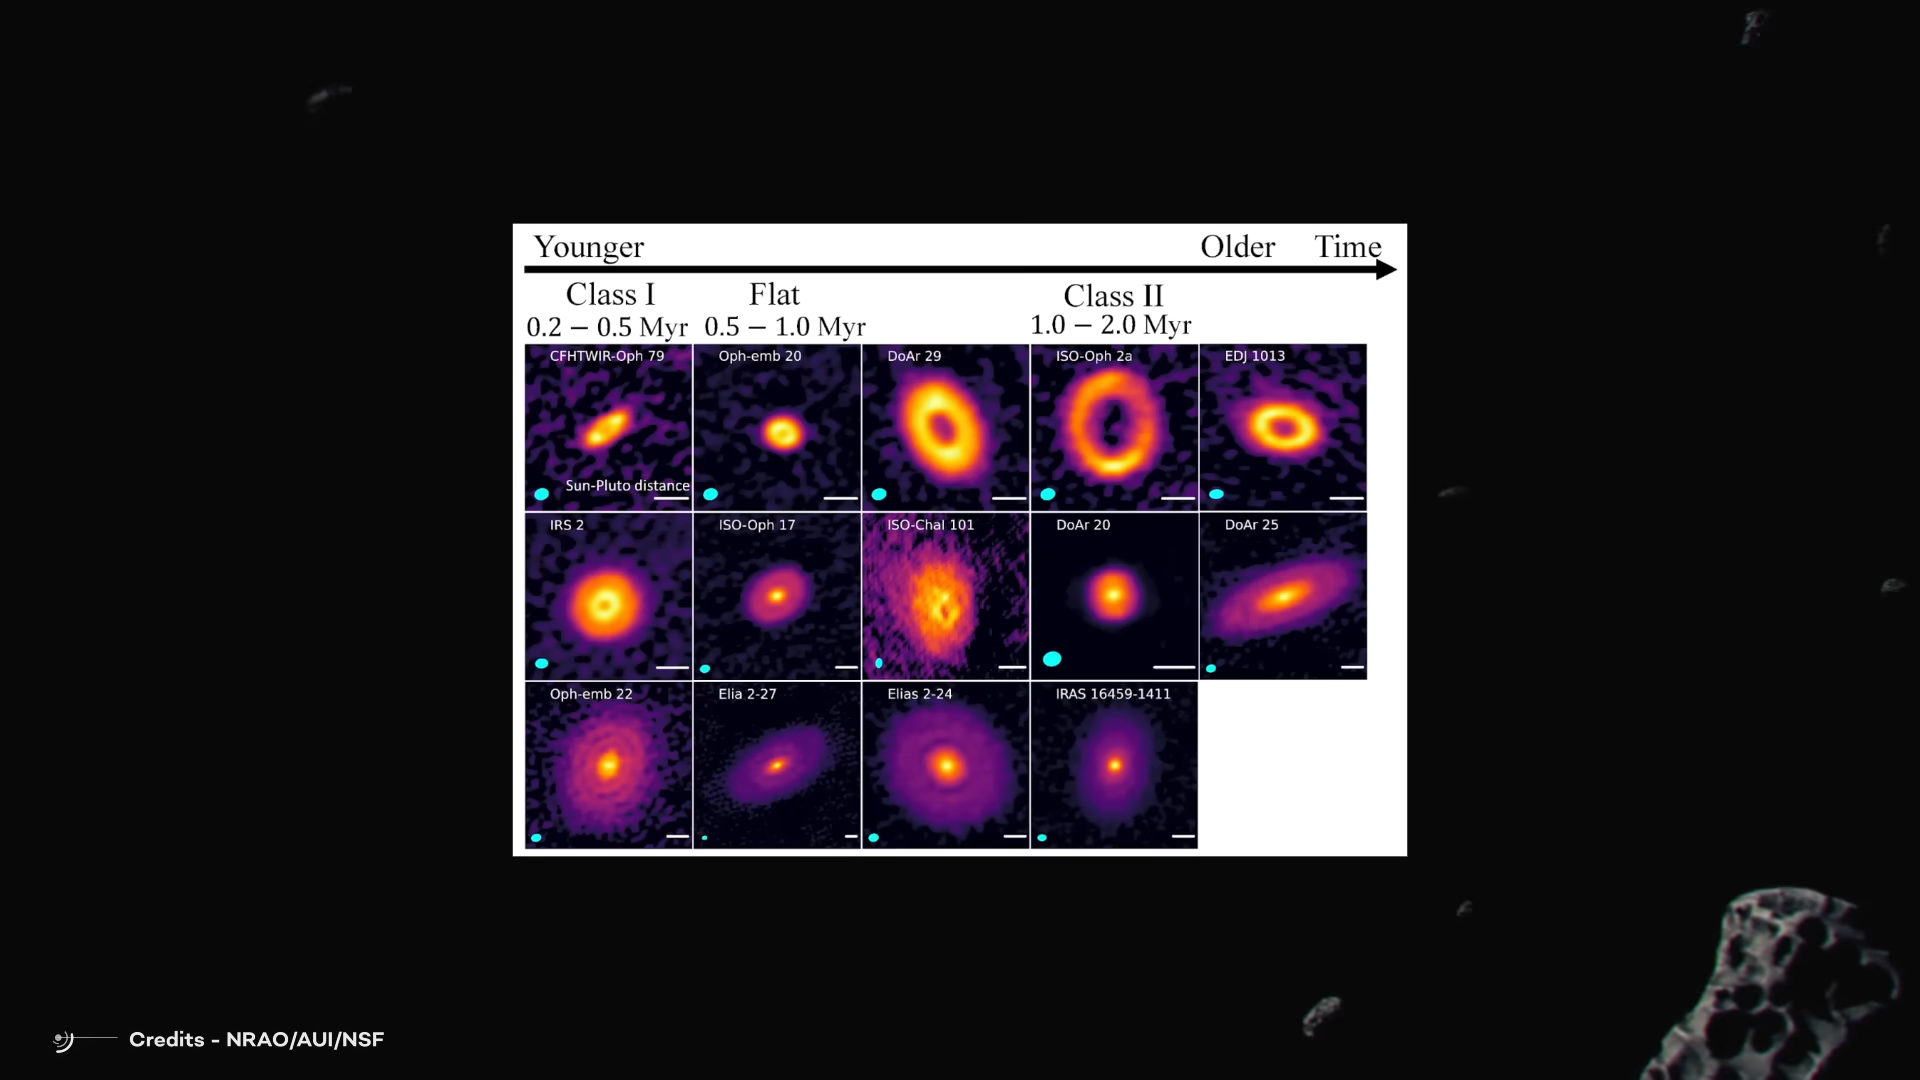 Younger Older Time
Class I Flat Class II
0.2 – 0.5 Myr 0.5 – 1.0 Myr 1.0 – 2.0 Myr
CFHTWIR-Oph 79 Oph-emb 20 DoAr 29 ISO-Oph 2a EDJ 1013
Sun-Pluto distance
IRS 2 ISO-Oph 17 ISO-ChaI 101 DoAr 20 DoAr 25
Oph-emb 22 Elia 2-27 Elias 2-24 IRAS 16459-1411
Credits - NRAO/AUI/NSF